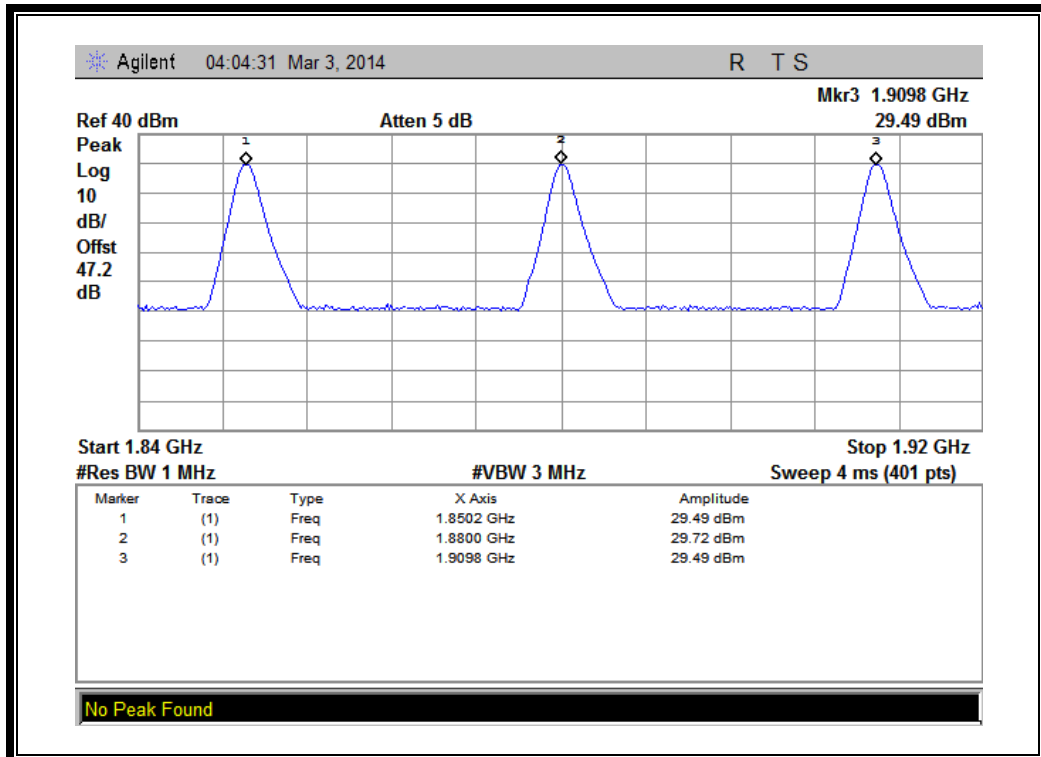 Agilent 04:04:31 Mar 3, 2014 R T S
Mkr3 1.9098 GHz
Ref 40 dBm Atten 5 dB 29.49 dBm
Peak
Log
10
dB/
Offst
47.2
dB
1 2 3
Start 1.84 GHz Stop 1.92 GHz
#Res BW 1 MHz #VBW 3 MHz Sweep 4 ms (401 pts)
Marker Trace Type X Axis Amplitude
1 (1) Freq 1.8502 GHz 29.49 dBm
2 (1) Freq 1.8800 GHz 29.72 dBm
3 (1) Freq 1.9098 GHz 29.49 dBm
No Peak Found